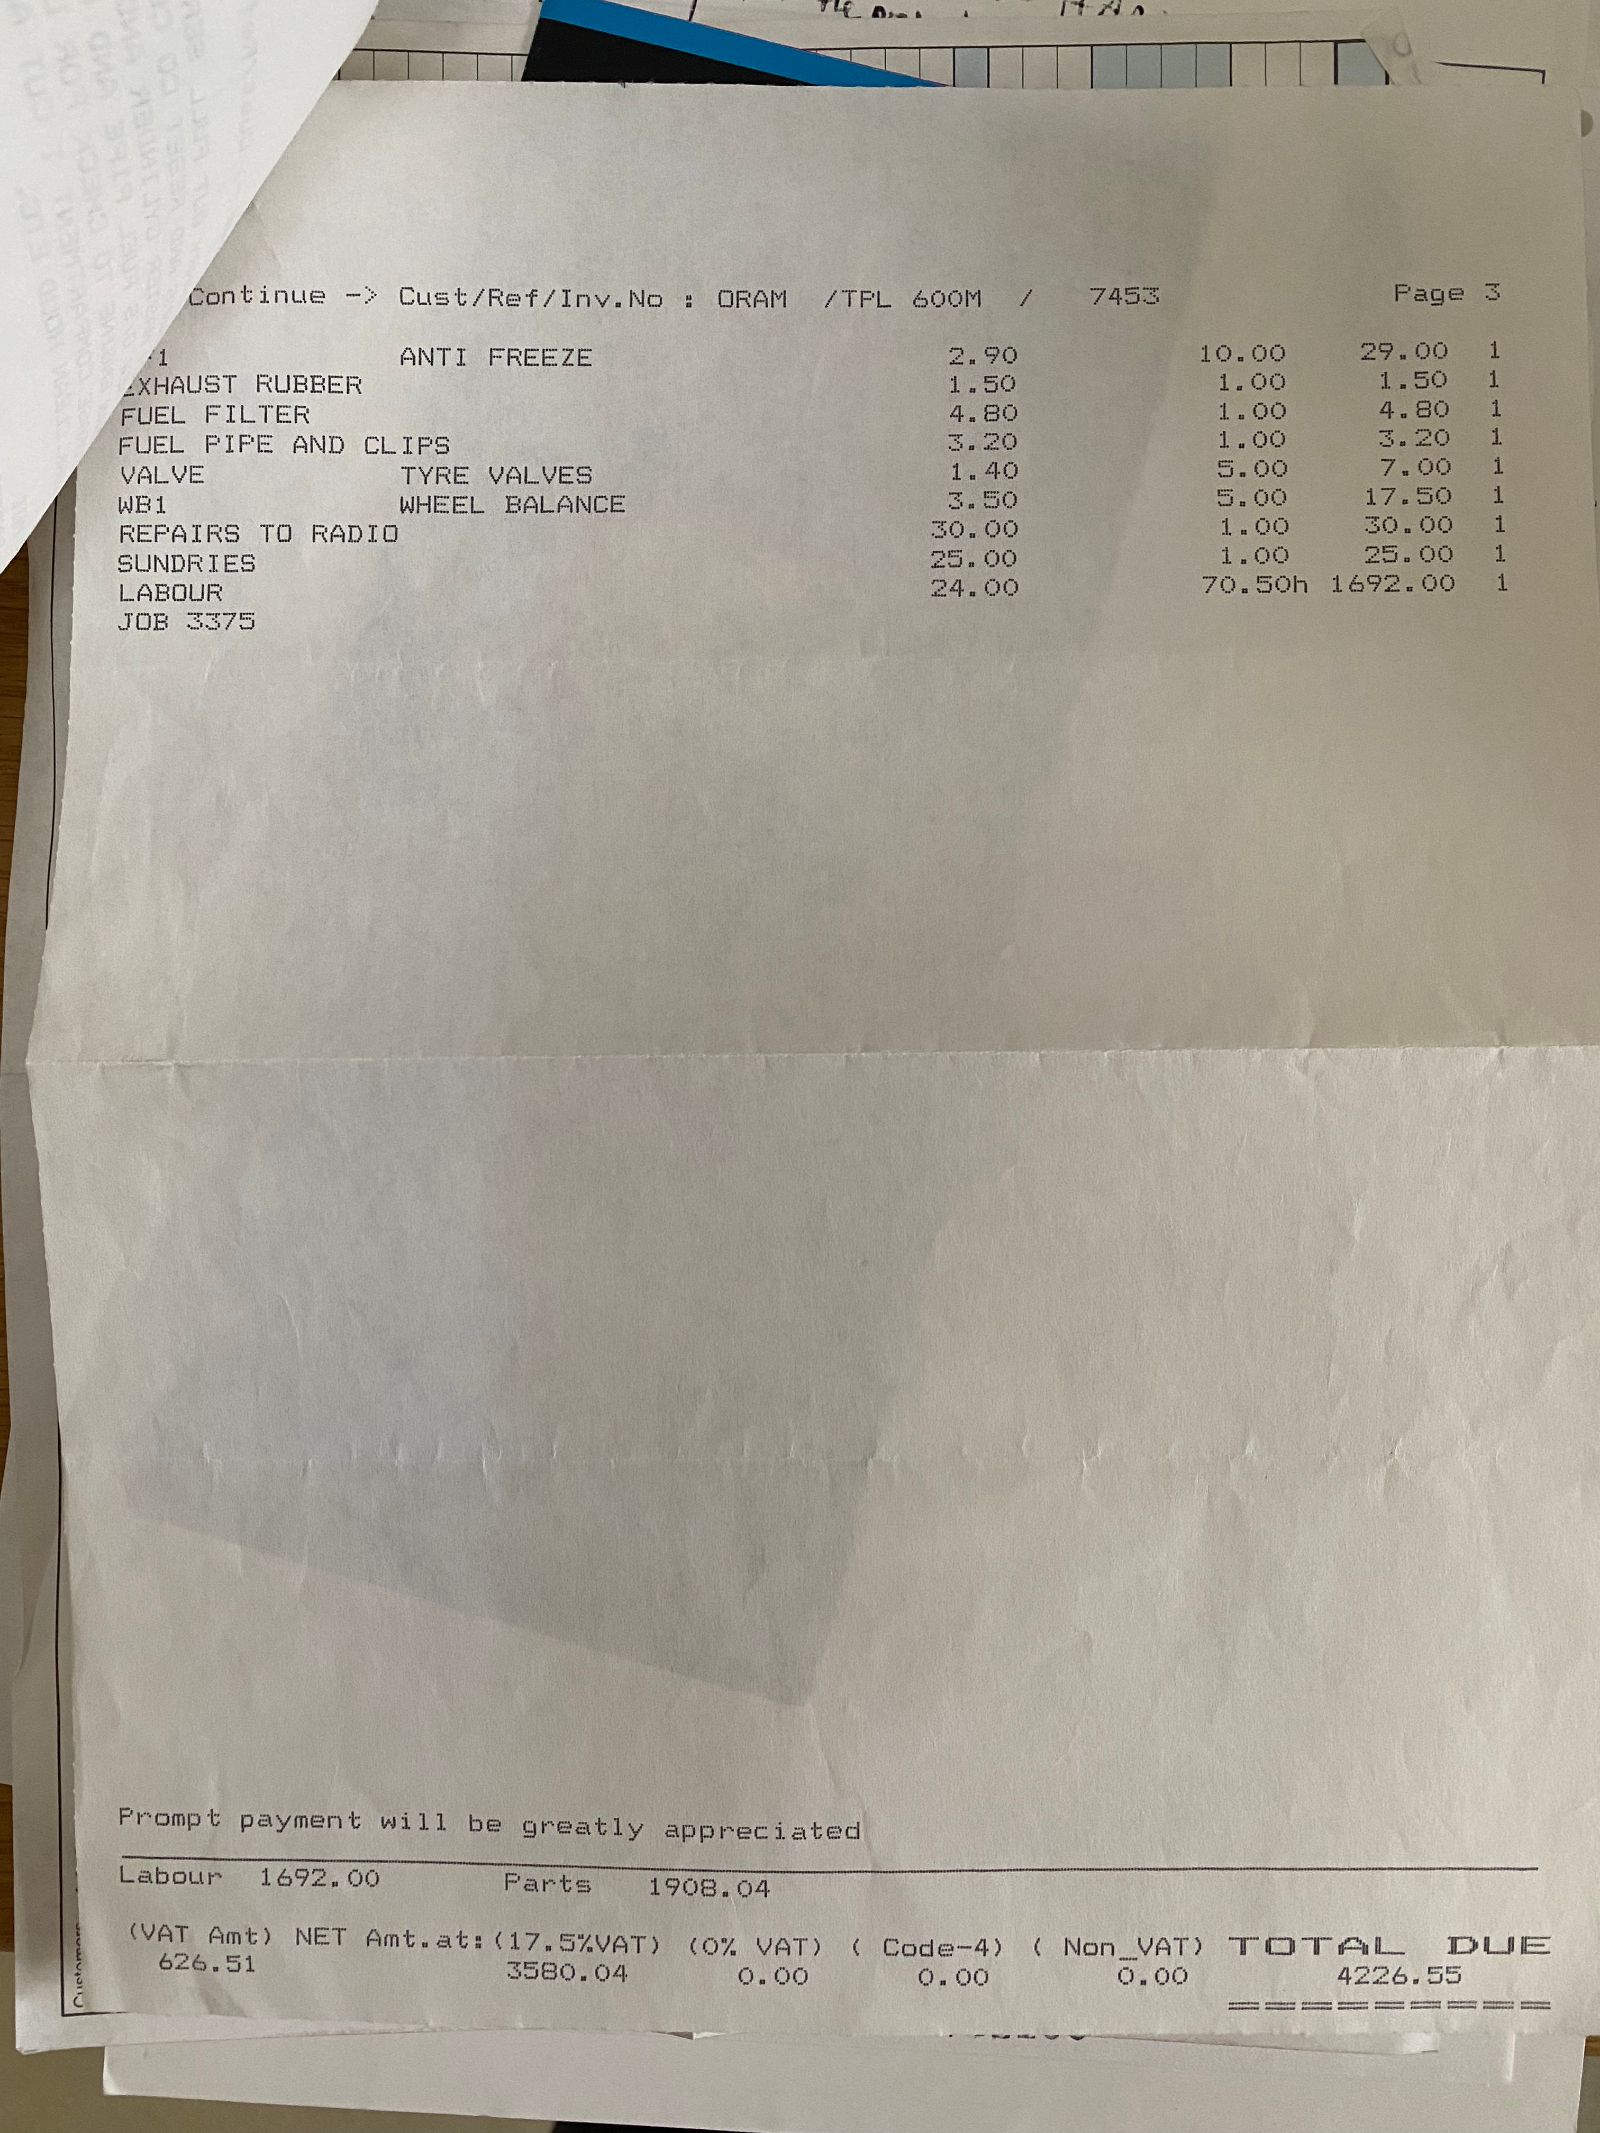 Continue -> Cust/Ref/Inv.No : ORAM /TPL 600M / 7453 Page 3
ANTI FREEZE 2.90 10.00 29.00 1
EXHAUST RUBBER 1.50 1.00 1.50 1
FUEL FILTER 4.80 1.00 4.80 1
FUEL PIPE AND CLIPS 3.20 1.00 3.20 1
VALVE TYRE VALVES 1.40 5.00 7.00 1
WB1 WHEEL BALANCE 3.50 5.00 17.50 1
REPAIRS TO RADIO 30.00 1.00 30.00 1
SUNDRIES 25.00 1.00 25.00 1
LABOUR 24.00 70.50h 1692.00 1
JOB 3375
Prompt payment will be greatly appreciated
Labour 1692.00 Parts 1908.04
(VAT Amt) NET Amt.at:(17.5%VAT) (0% VAT) ( Code-4) ( Non_VAT) TOTAL DUE
626.51 3580.04 0.00 0.00 0.00 4226.55
==========
Customers